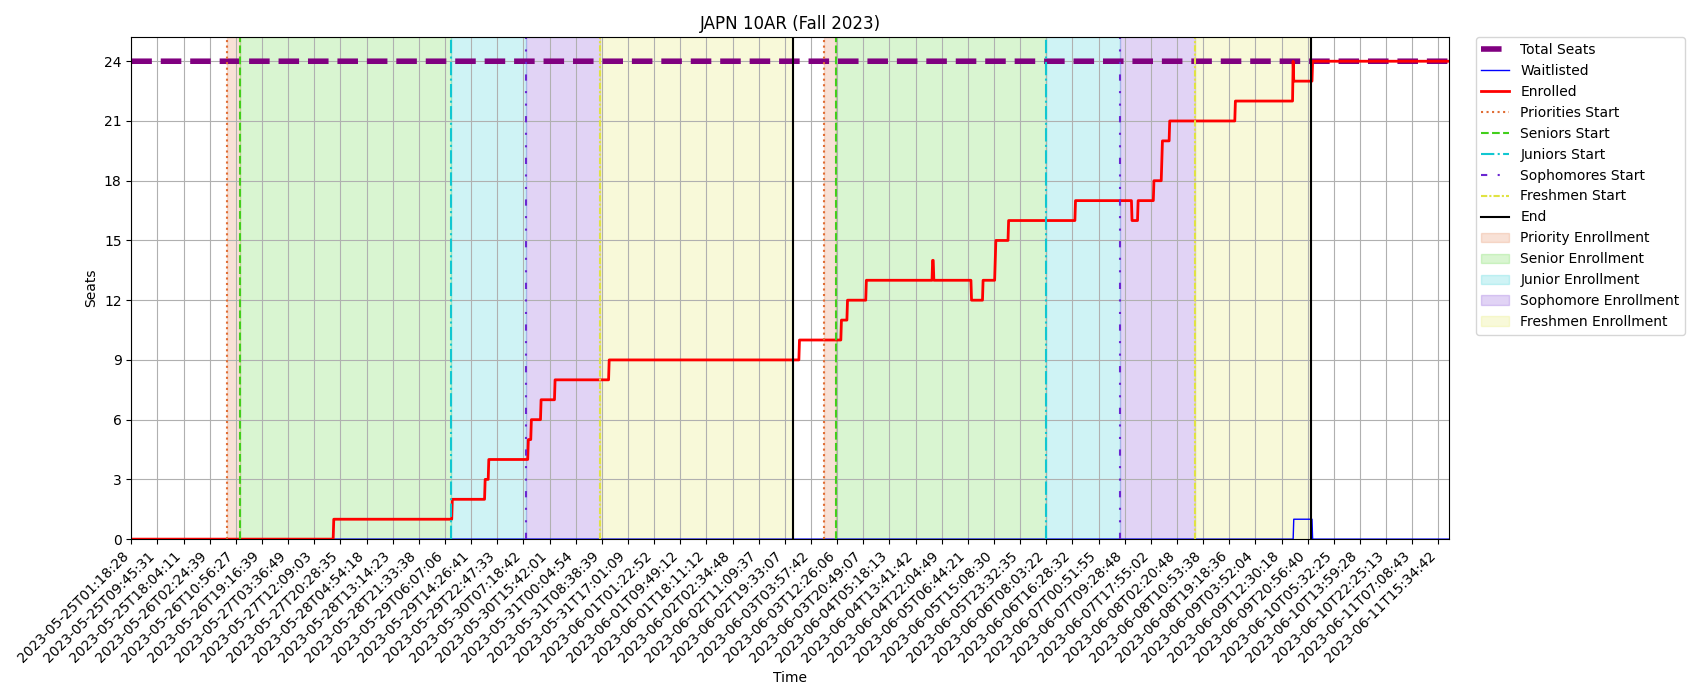 JAPN 10AR (Fall 2023)
Seats
24
21
18
15
12
9
6
3
0
2023-05-25T01:18:28
2023-05-25T09:45:31
2023-05-25T18:04:11
2023-05-26T02:24:39
2023-05-26T10:56:27
2023-05-26T19:16:39
2023-05-27T03:36:49
2023-05-27T12:09:03
2023-05-27T20:28:35
2023-05-28T04:54:18
2023-05-28T13:14:23
2023-05-28T21:33:38
2023-05-29T06:07:06
2023-05-29T14:26:41
2023-05-29T22:47:33
2023-05-30T07:18:42
2023-05-30T15:42:01
2023-05-31T00:04:54
2023-05-31T08:38:39
2023-05-31T17:01:09
2023-06-01T01:22:52
2023-06-01T09:49:12
2023-06-01T18:11:12
2023-06-02T02:34:48
2023-06-02T11:09:37
2023-06-02T19:33:07
2023-06-03T03:57:42
2023-06-03T12:26:06
2023-06-03T20:49:07
2023-06-04T05:18:13
2023-06-04T13:41:42
2023-06-04T22:04:49
2023-06-05T06:44:21
2023-06-05T15:08:30
2023-06-05T23:32:35
2023-06-06T08:03:22
2023-06-06T16:28:32
2023-06-07T00:51:55
2023-06-07T09:28:48
2023-06-07T17:55:02
2023-06-08T02:20:48
2023-06-08T10:53:38
2023-06-08T19:18:36
2023-06-09T03:52:04
2023-06-09T12:30:18
2023-06-09T20:56:40
2023-06-10T05:32:25
2023-06-10T13:59:28
2023-06-10T22:25:13
2023-06-11T07:08:43
2023-06-11T15:34:42
Time
Total Seats
Waitlisted
Enrolled
Priorities Start
Seniors Start
Juniors Start
Sophomores Start
Freshmen Start
End
Priority Enrollment
Senior Enrollment
Junior Enrollment
Sophomore Enrollment
Freshmen Enrollment